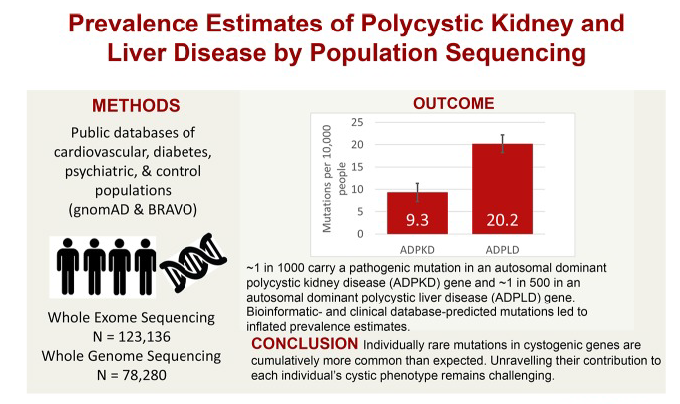 Prevalence Estimates of Polycystic Kidney and
Liver Disease by Population Sequencing
METHODS
Public databases of
cardiovascular, diabetes,
psychiatric, & control
populations
(gnomAD & BRAVO)
Whole Exome Sequencing
N = 123,136
Whole Genome Sequencing
N = 78,280
OUTCOME
Mutations per 10,000
people
25
20
15
10
5
0
9.3
20.2
ADPKD
ADPLD
~1 in 1000 carry a pathogenic mutation in an autosomal dominant
polycystic kidney disease (ADPKD) gene and ~1 in 500 in an
autosomal dominant polycystic liver disease (ADPLD) gene.
Bioinformatic- and clinical database-predicted mutations led to
inflated prevalence estimates.
CONCLUSION Individually rare mutations in cystogenic genes are
cumulatively more common than expected. Unravelling their contribution to
each individual's cystic phenotype remains challenging.